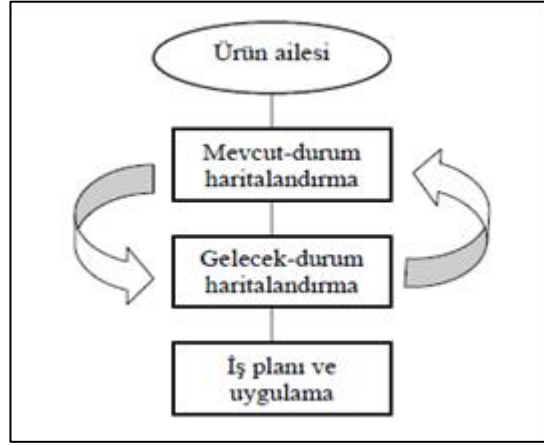 Ürün ailesi
Mevcut-durum
haritalandırma
Gelecek-durum
haritalandırma
İş planı ve
uygulama